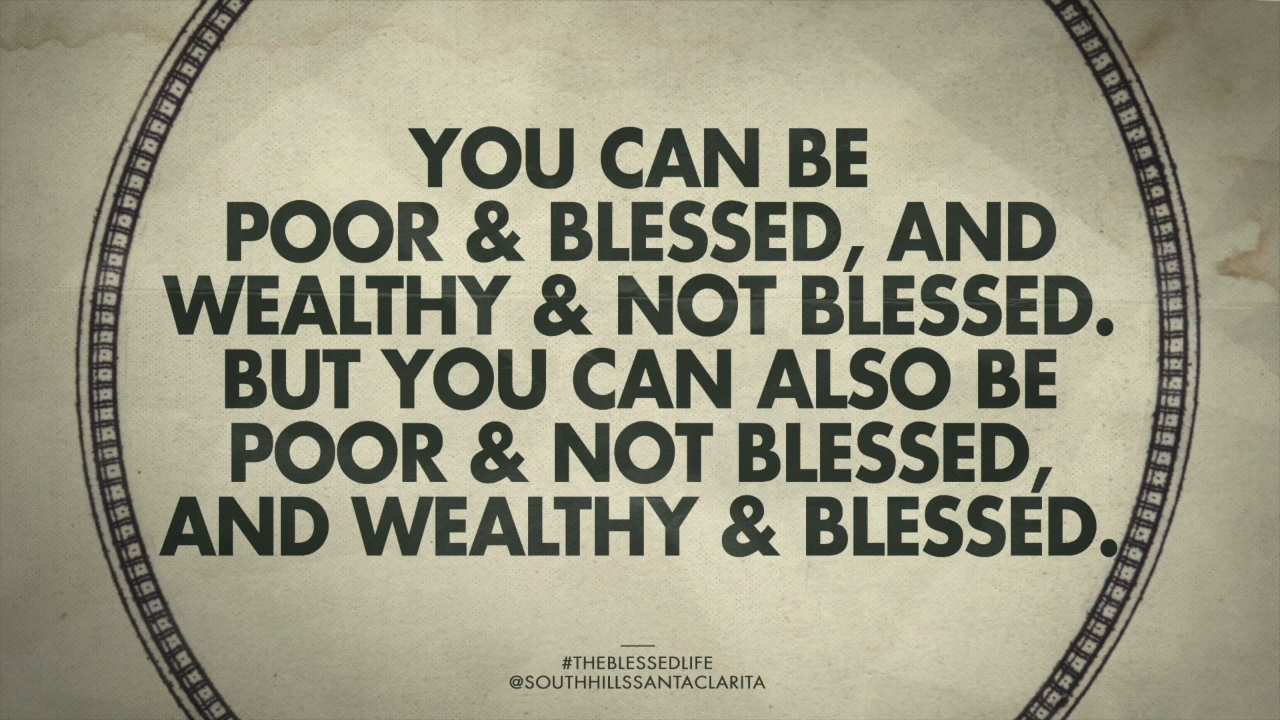 YOU CAN BE
POOR & BLESSED, AND
WEALTHY & NOT BLESSED.
BUT YOU CAN ALSO BE
POOR & NOT BLESSED,
AND WEALTHY & BLESSED.
#THEBLESSEDLIFE
@SOUTHHILLSSANTACLARITA